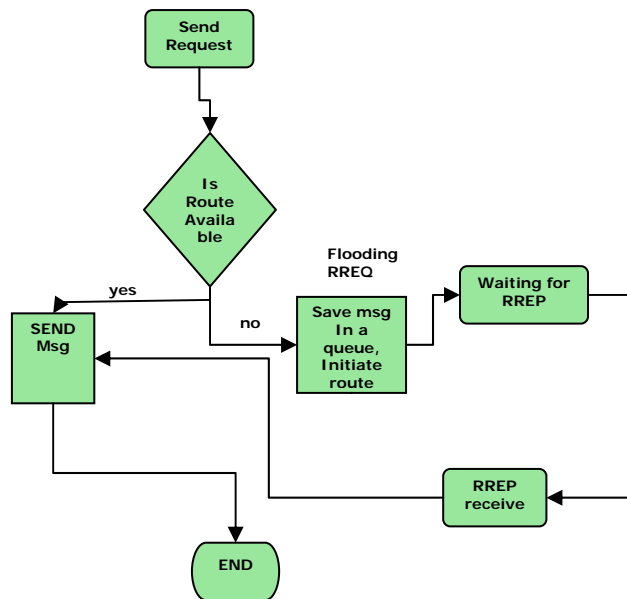 Send
Request
Is
Route
Availa
ble
yes
no
Flooding
RREQ
SEND
Msg
Save msg
In a
queue,
Initiate
route
Waiting for
RREP
RREP
receive
END